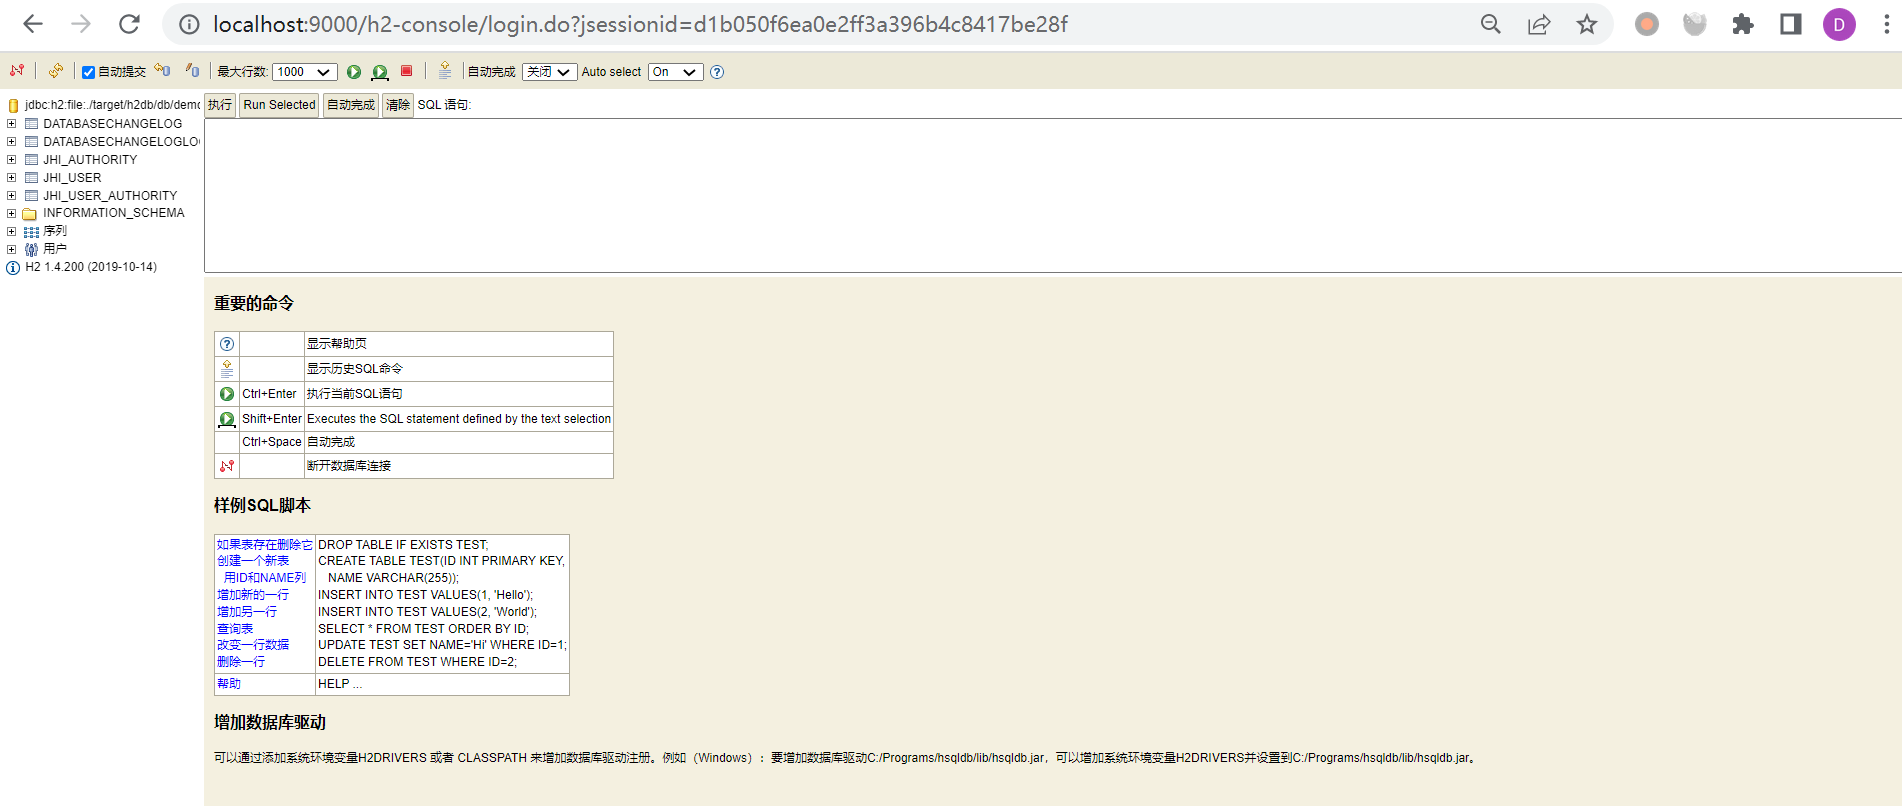 localhost:9000/h2-console/login.do?jsessionid=d1b050f6ea0e2ff3a396b4c8417be28f
D
自动提交 最大行数: 1000 自动完成 关闭 Auto select On
jdbc:h2:file:./target/h2db/db/demo
DATABASECHANGELOG
DATABASECHANGELOGLO
JHI_AUTHORITY
JHI_USER
JHI_USER_AUTHORITY
INFORMATION_SCHEMA
序列
用户
H2 1.4.200 (2019-10-14)
执行 Run Selected 自动完成 清除 SQL 语句:
重要的命令
显示帮助页
显示历史SQL命令
Ctrl+Enter 执行当前SQL语句
Shift+Enter Executes the SQL statement defined by the text selection
Ctrl+Space 自动完成
断开数据库连接
样例SQL脚本
如果表存在删除它 DROP TABLE IF EXISTS TEST;
创建一个新表 CREATE TABLE TEST(ID INT PRIMARY KEY,
用ID和NAME列 NAME VARCHAR(255));
增加新的一行 INSERT INTO TEST VALUES(1, 'Hello');
增加另一行 INSERT INTO TEST VALUES(2, 'World');
查询表 SELECT * FROM TEST ORDER BY ID;
改变一行数据 UPDATE TEST SET NAME='Hi' WHERE ID=1;
删除一行 DELETE FROM TEST WHERE ID=2;
帮助 HELP ...
增加数据库驱动
可以通过添加系统环境变量H2DRIVERS 或者 CLASSPATH 来增加数据库驱动注册。例如（Windows）：要增加数据库驱动C:/Programs/hsqldb/lib/hsqldb.jar，可以增加系统环境变量H2DRIVERS并设置到C:/Programs/hsqldb/lib/hsqldb.jar。